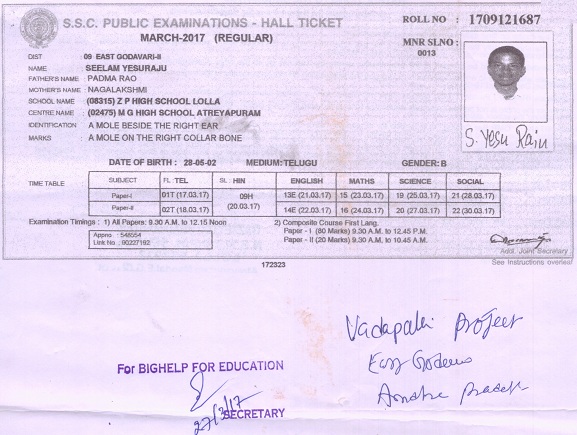 S.S.C. PUBLIC EXAMINATIONS - HALL TICKET
MARCH-2017 (REGULAR)
ROLL NO : 1709121687
MNR SLNO :
0013
DIST : 09 EAST GODAVARI-II
NAME : SEELAM YESURAJU
FATHER'S NAME : PADMA RAO
MOTHER'S NAME : NAGALAKSHMI
SCHOOL NAME : (08315) Z P HIGH SCHOOL LOLLA
CENTRE NAME : (02475) M G HIGH SCHOOL ATREYAPURAM
IDENTIFICATION : A MOLE BESIDE THE RIGHT EAR
MARKS : A MOLE ON THE RIGHT COLLAR BONE
S. Yesu
DATE OF BIRTH : 28-05-02 MEDIUM:TELUGU GENDER: B
TIME TABLE
SUBJECT FL TEL SL HIN ENGLISH MATHS SCIENCE SOCIAL
Paper-I 01T (17.03.17) 09H (20.03.17) 13E (21.03.17) 15 (23.03.17) 19 (25.03.17) 21 (28.03.17)
Paper-II 02T (18.03.17) 14E (22.03.17) 16 (24.03.17) 20 (27.03.17) 22 (30.03.17)
Examination Timings : 1) All Papers: 9.30 A.M. to 12.15 Noon 2) Composite Course First Lang.
Paper - I (80 Marks) 9.30 A.M. to 12.45 P.M.
Paper - II (20 Marks) 9.30 A.M. to 10.45 A.M.
Appno : 548554
Link No : 90227192
Addl. Joint Secretary
See Instructions overleaf
172323
Vadapalli Project
For BIGHELP FOR EDUCATION
27/3/17
SECRETARY